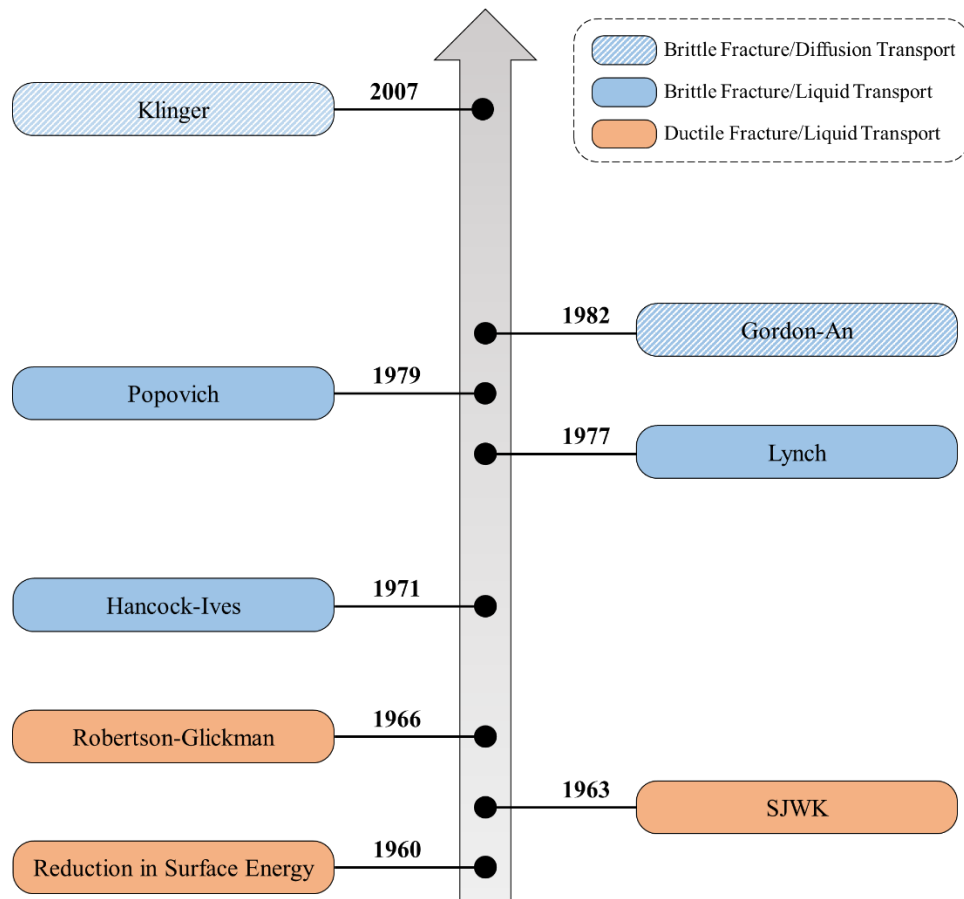 Brittle Fracture/Diffusion Transport
Brittle Fracture/Liquid Transport
Ductile Fracture/Liquid Transport
Klinger
2007
1982
Gordon-An
Popovich
1979
1977
Lynch
Hancock-Ives
1971
Robertson-Glickman
1966
1963
SJWK
Reduction in Surface Energy
1960